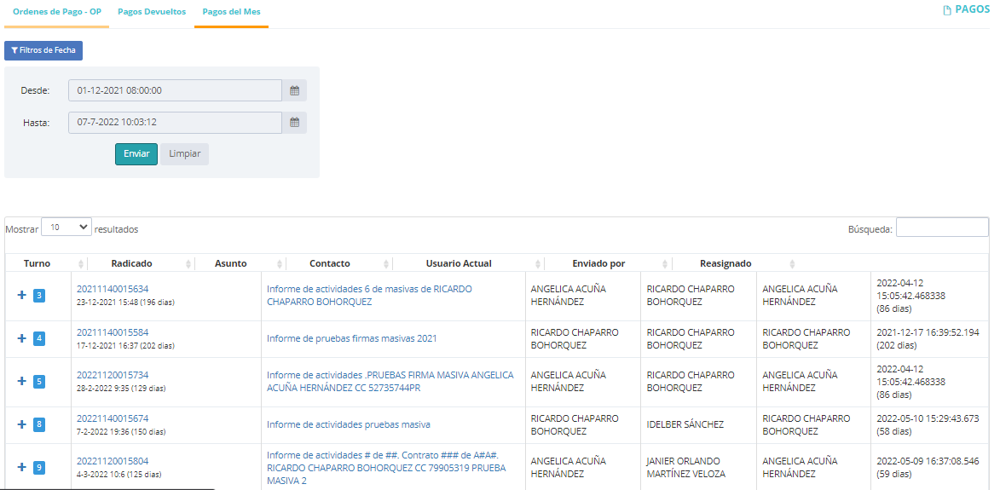 Ordenes de Pago - OP Pagos Devueltos Pagos del Mes PAGOS
Filtros de Fecha
Desde: 01-12-2021 08:00:00
Hasta: 07-7-2022 10:03:12
Enviar Limpiar
Mostrar 10 resultados Búsqueda:
Turno Radicado Asunto Contacto Usuario Actual Enviado por Reasignado
3
20211140015634
23-12-2021 15:48 (196 dias)
Informe de actividades 6 de masivas de RICARDO
CHAPARRO BOHORQUEZ
ANGELICA ACUÑA
HERNÁNDEZ
RICARDO CHAPARRO
BOHORQUEZ
ANGELICA ACUÑA
HERNÁNDEZ
2022-04-12
15:05:42.468338
(86 dias)
4
20211140015584
17-12-2021 16:37 (202 dias)
Informe de pruebas firmas masivas 2021
RICARDO CHAPARRO
BOHORQUEZ
RICARDO CHAPARRO
BOHORQUEZ
RICARDO CHAPARRO
BOHORQUEZ
2021-12-17 16:39:52.194
(202 dias)
5
20221120015734
28-2-2022 9:35 (129 dias)
Informe de actividades .PRUEBAS FIRMA MASIVA ANGELICA
ACUÑA HERNÁNDEZ CC 52735744PR
ANGELICA ACUÑA
HERNÁNDEZ
RICARDO CHAPARRO
BOHORQUEZ
ANGELICA ACUÑA
HERNÁNDEZ
2022-04-12
15:05:42.468338
(86 dias)
8
20221140015674
7-2-2022 19:36 (150 dias)
Informe de actividades pruebas masiva
RICARDO CHAPARRO
BOHORQUEZ
IDELBER SÁNCHEZ
RICARDO CHAPARRO
BOHORQUEZ
2022-05-10 15:29:43.673
(58 dias)
9
20221120015804
4-3-2022 10:6 (125 dias)
Informe de actividades # de ##. Contrato ### de A#A#.
RICARDO CHAPARRO BOHORQUEZ CC 79905319 PRUEBA
MASIVA 2
ANGELICA ACUÑA
HERNÁNDEZ
JANIER ORLANDO
MARTÍNEZ VELOZA
ANGELICA ACUÑA
HERNÁNDEZ
2022-05-09 16:37:08.546
(59 dias)